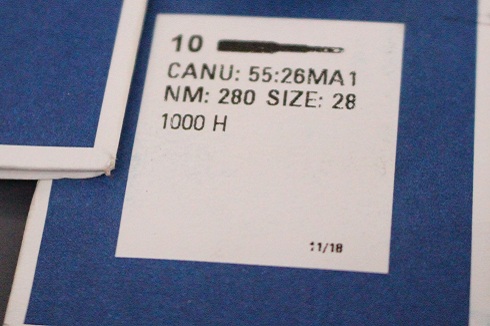 10
CANU: 55:26MA1
NM: 280 SIZE: 28
1000 H
11/18